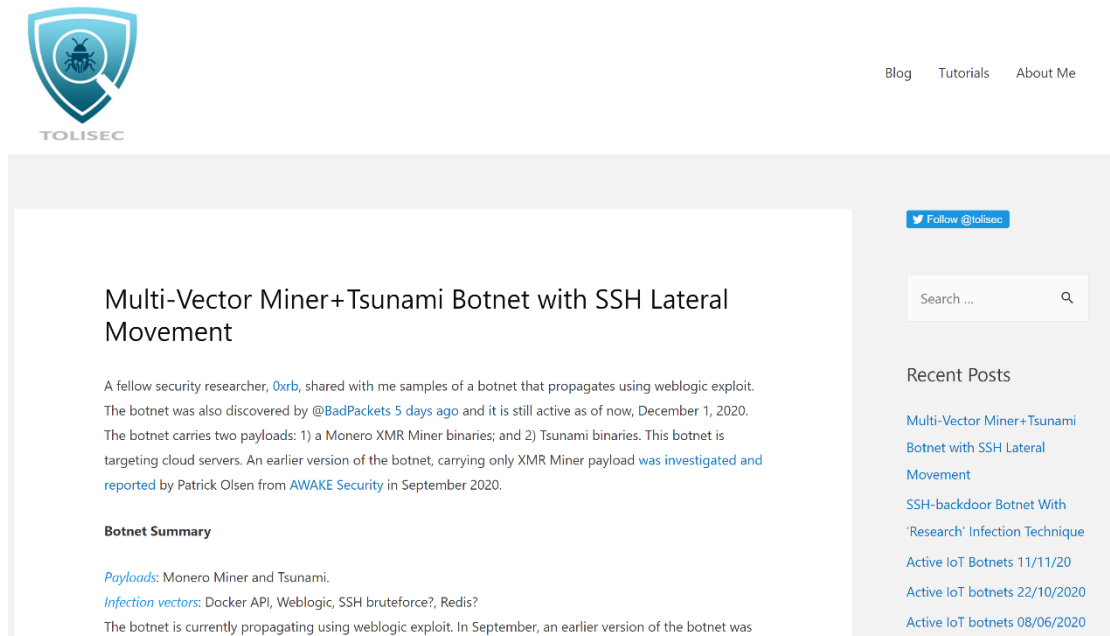 TOLISEC
Blog Tutorials About Me
Multi-Vector Miner+Tsunami Botnet with SSH Lateral
Movement
A fellow security researcher, 0xrb, shared with me samples of a botnet that propagates using weblogic exploit.
The botnet was also discovered by @BadPackets 5 days ago and it is still active as of now, December 1, 2020.
The botnet carries two payloads: 1) a Monero XMR Miner binaries; and 2) Tsunami binaries. This botnet is
targeting cloud servers. An earlier version of the botnet, carrying only XMR Miner payload was investigated and
reported by Patrick Olsen from AWAKE Security in September 2020.
Botnet Summary
Payloads: Monero Miner and Tsunami.
Infection vectors: Docker API, Weblogic, SSH bruteforce?, Redis?
The botnet is currently propagating using weblogic exploit. In September, an earlier version of the botnet was
Follow @tolisec
Search ...
Recent Posts
Multi-Vector Miner+Tsunami
Botnet with SSH Lateral
Movement
SSH-backdoor Botnet With
'Research' Infection Technique
Active IoT Botnets 11/11/20
Active IoT botnets 22/10/2020
Active IoT botnets 08/06/2020